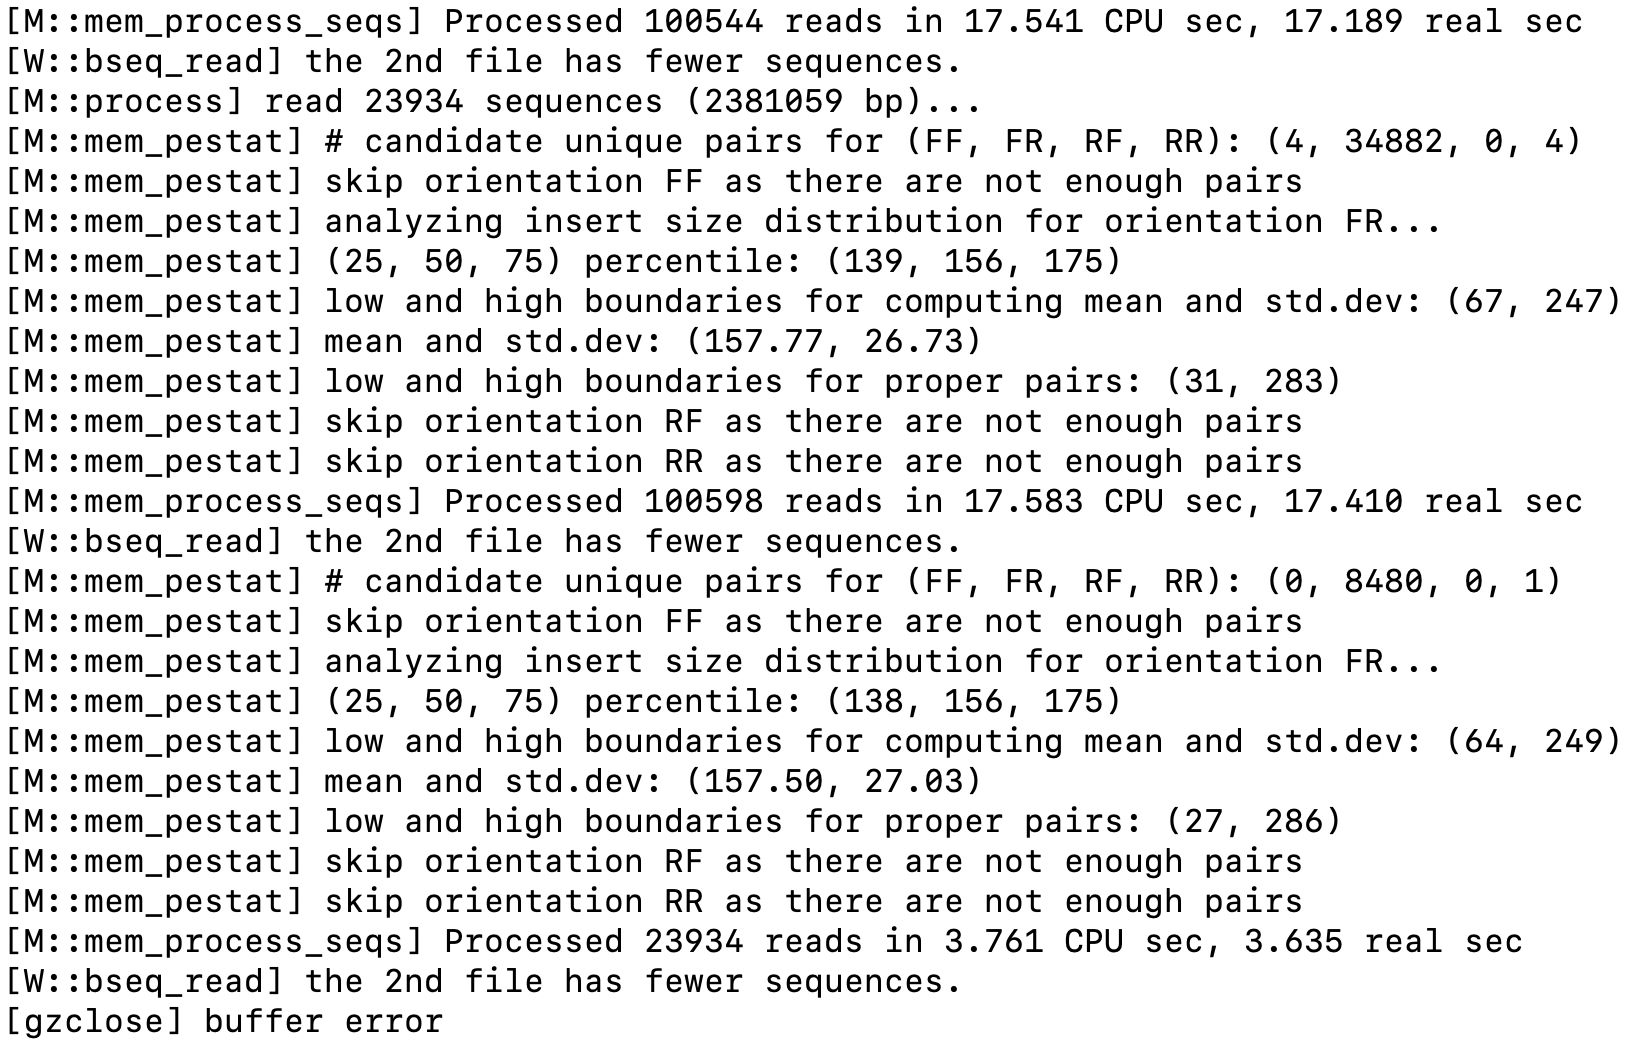 [M::mem_process_seqs] Processed 100544 reads in 17.541 CPU sec, 17.189 real sec
[W::bseq_read] the 2nd file has fewer sequences.
[M::process] read 23934 sequences (2381059 bp)...
[M::mem_pestat] # candidate unique pairs for (FF, FR, RF, RR): (4, 34882, 0, 4)
[M::mem_pestat] skip orientation FF as there are not enough pairs
[M::mem_pestat] analyzing insert size distribution for orientation FR...
[M::mem_pestat] (25, 50, 75) percentile: (139, 156, 175)
[M::mem_pestat] low and high boundaries for computing mean and std.dev: (67, 247)
[M::mem_pestat] mean and std.dev: (157.77, 26.73)
[M::mem_pestat] low and high boundaries for proper pairs: (31, 283)
[M::mem_pestat] skip orientation RF as there are not enough pairs
[M::mem_pestat] skip orientation RR as there are not enough pairs
[M::mem_process_seqs] Processed 100598 reads in 17.583 CPU sec, 17.410 real sec
[W::bseq_read] the 2nd file has fewer sequences.
[M::mem_pestat] # candidate unique pairs for (FF, FR, RF, RR): (0, 8480, 0, 1)
[M::mem_pestat] skip orientation FF as there are not enough pairs
[M::mem_pestat] analyzing insert size distribution for orientation FR...
[M::mem_pestat] (25, 50, 75) percentile: (138, 156, 175)
[M::mem_pestat] low and high boundaries for computing mean and std.dev: (64, 249)
[M::mem_pestat] mean and std.dev: (157.50, 27.03)
[M::mem_pestat] low and high boundaries for proper pairs: (27, 286)
[M::mem_pestat] skip orientation RF as there are not enough pairs
[M::mem_pestat] skip orientation RR as there are not enough pairs
[M::mem_process_seqs] Processed 23934 reads in 3.761 CPU sec, 3.635 real sec
[W::bseq_read] the 2nd file has fewer sequences.
[gzclose] buffer error